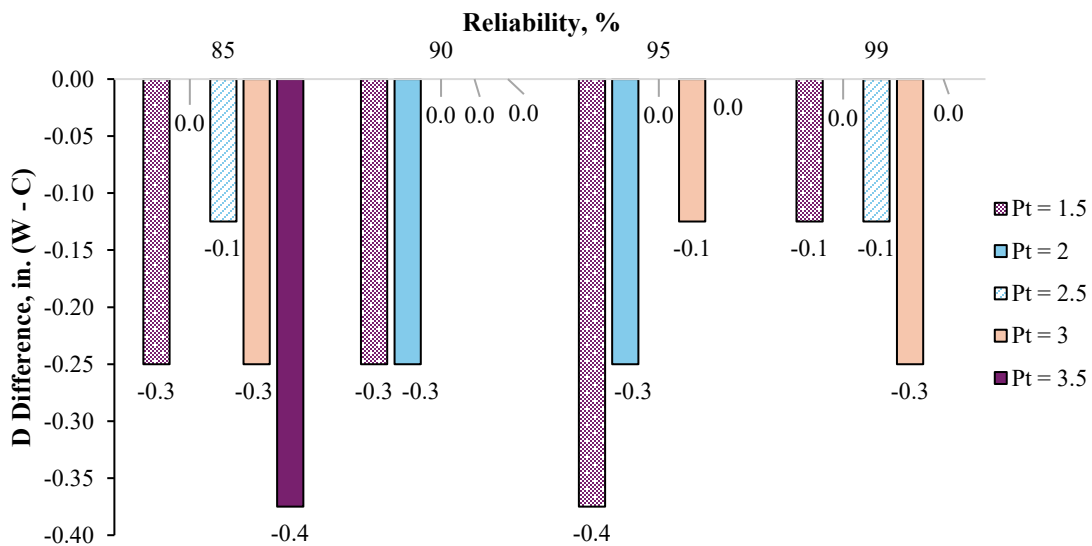 Reliability, %
85 90 95 99
0.00
-0.05
-0.10
-0.15
-0.20
-0.25
-0.30
-0.35
-0.40
D Difference, in. (W - C)
0.0 0.0 0.0 0.0 0.0 0.0 0.0 0.0
-0.1 -0.1 -0.1 -0.1
-0.3 -0.3 -0.3 -0.3 -0.3 -0.3
-0.4 -0.4
Pt = 1.5
Pt = 2
Pt = 2.5
Pt = 3
Pt = 3.5